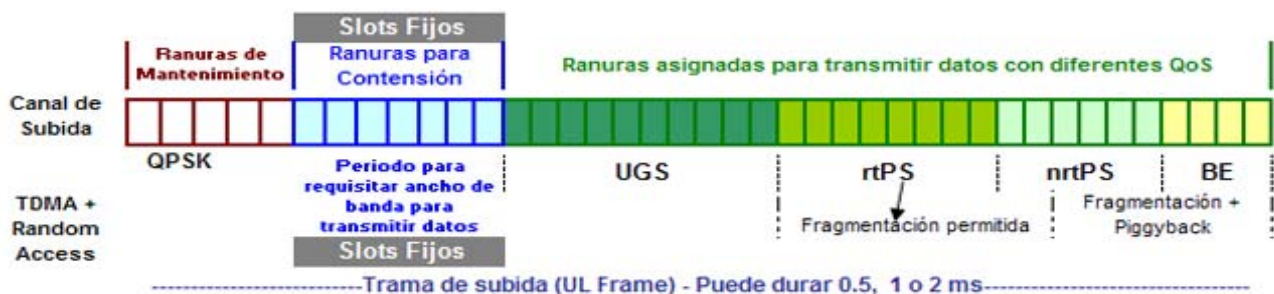 Slots Fijos
Ranuras de
Mantenimiento
Ranuras para
Contensión
Ranuras asignadas para transmitir datos con diferentes QoS
Canal de
Subida
QPSK
Periodo para
requisitar ancho de
banda para
transmitir datos
UGS
rtPS
nrtPS
BE
TDMA +
Random
Access
Fragmentación permitida
Fragmentación +
Piggyback
Slots Fijos
Trama de subida (UL Frame) - Puede durar 0.5, 1 o 2 ms